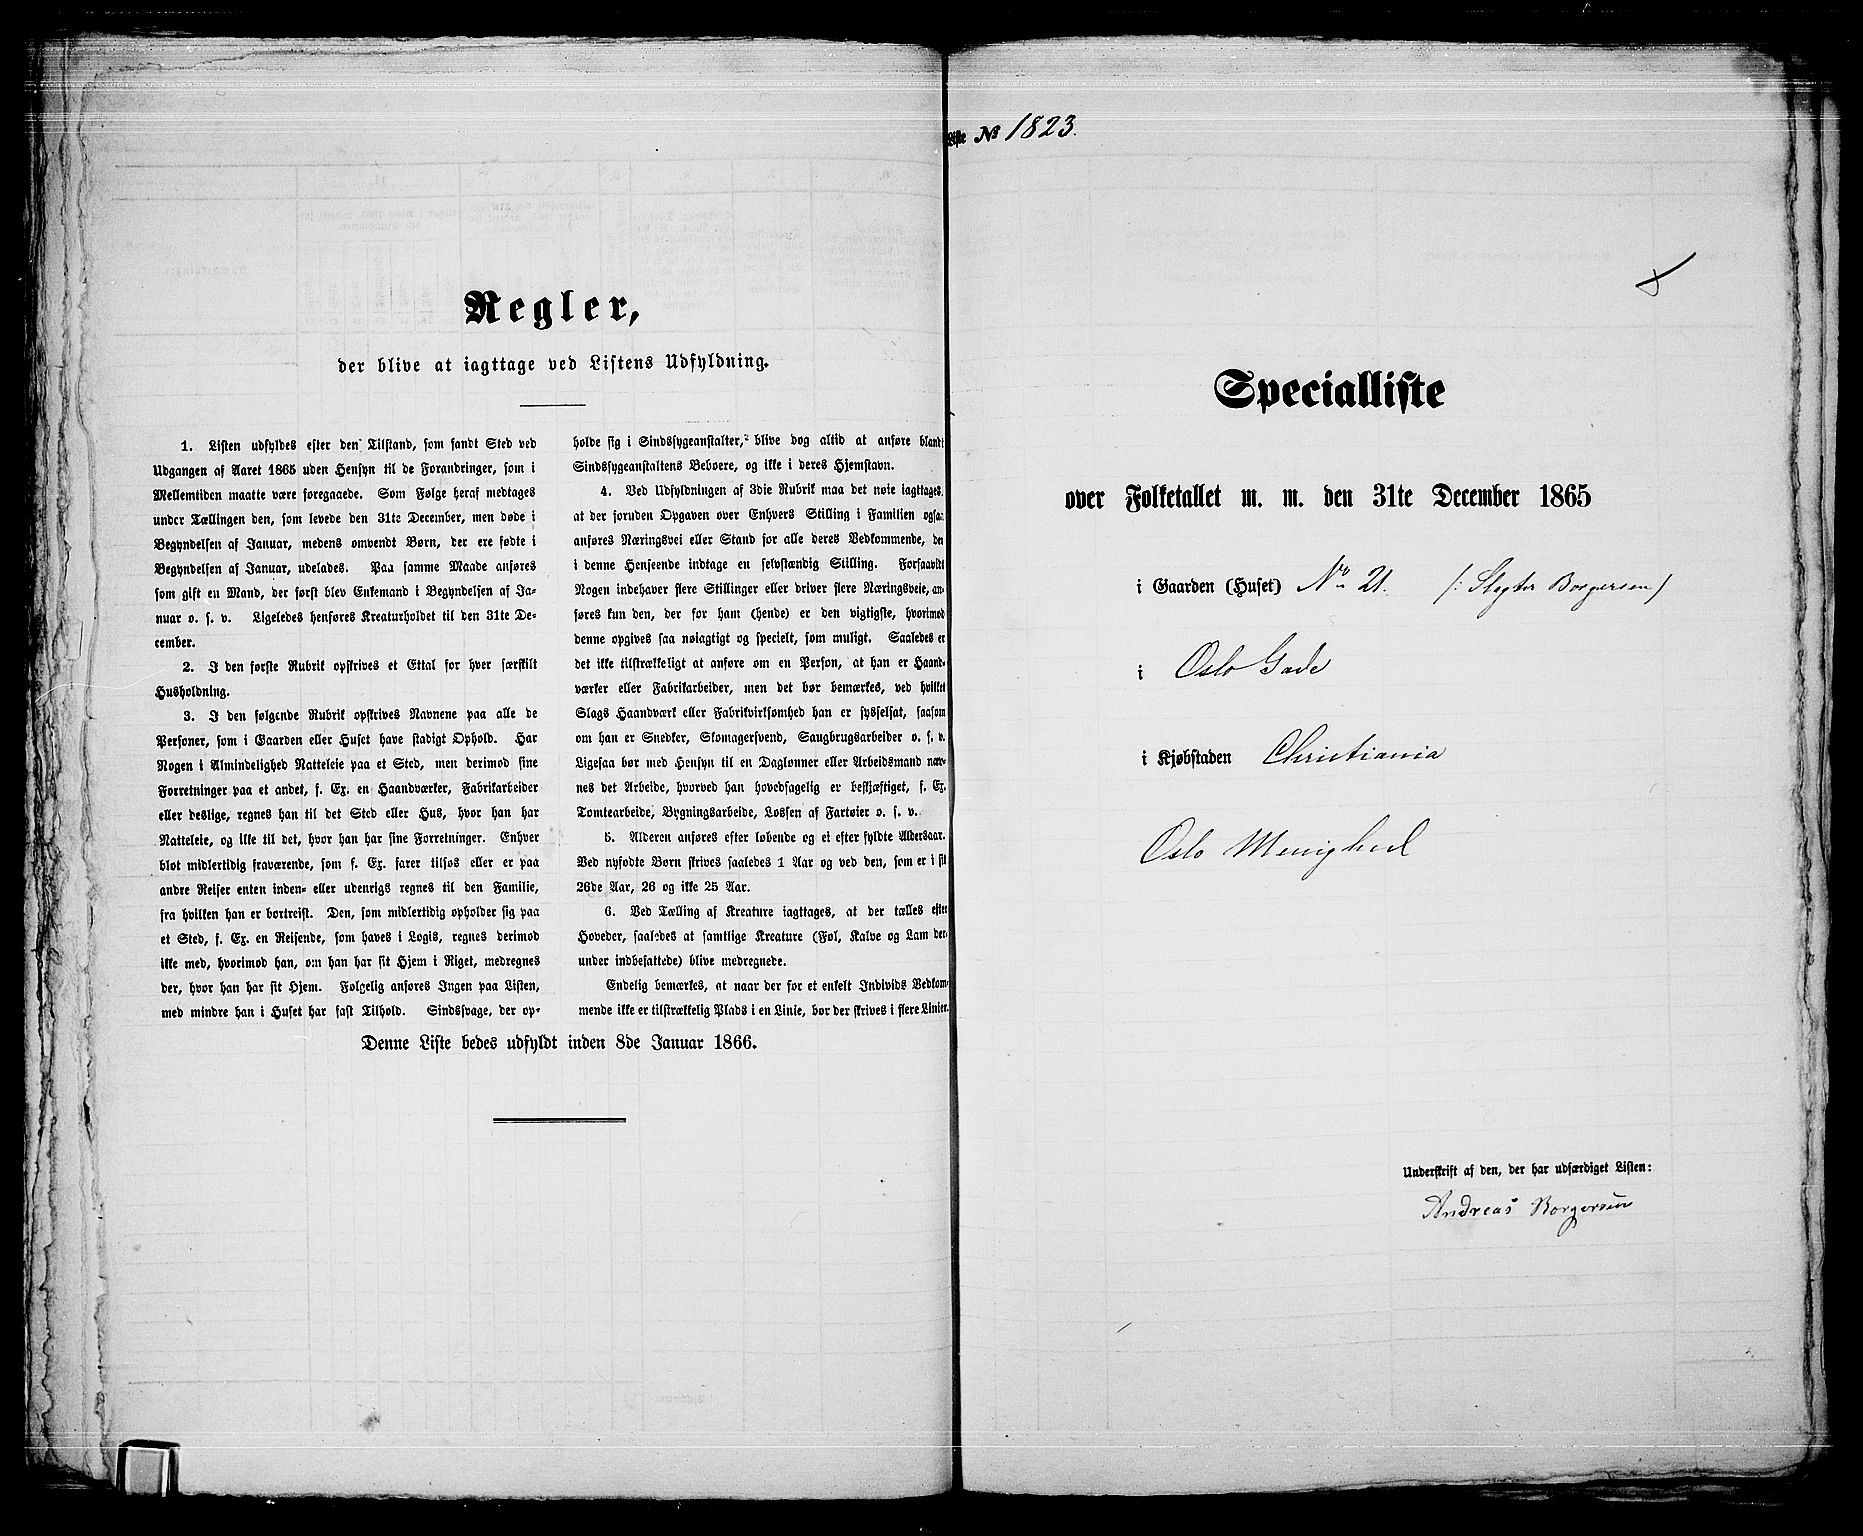 Regler,
der blive at iagttage ved Listens Udfyldning.
1. Listen udfyldes efter den Tilstand, som fandt Sted ved
Udgangen af Aaret 1865 uden Hensyn til de Forandringer, som i
Mellemtiden maatte være foregaaede. Som Følge heraf medtages
under Tællingen den, som levede den 31te December, men døde i
Begyndelsen af Januar, medens omvendt Børn, der ere fødte i
Begyndelsen af Januar, udelades. Paa samme Maade anføres
som gift en Mand, der først blev Enkemand i Begyndelsen af Ja-
nuar o. s. v. Ligeledes henføres Kreaturholdet til den 31te De-
cember.
2. I den første Rubrik opskrives et Ettal for hver særskilt
Husholdning.
3. I den følgende Rubrik opskrives Navnene paa alle de
Personer, som i Gaarden eller Huset have stadigt Ophold. Har
Nogen i Almindelighed Natteleie paa et Sted, men derimod sine
Forretninger paa et andet, f. Ex. en Haandværker, Fabrikarbeider
eller deslige, regnes han til det Sted eller Hus, hvor han har
Natteleie, og ikke til det, hvor han har sine Forretninger. Enhver
blot midlertidig fraværende, som f. Ex. farer tilsøs eller er paa
andre Reiser enten inden- eller udenrigs regnes til den Familie,
fra hvilken han er bortreist. Den, som midlertidig opholder sig paa
et Sted, f. Ex. en Reisende, som haves i Logis, regnes derimod
ikke med, hvorimod han, om han har sit Hjem i Riget, medregnes
der, hvor han har sit Hjem. Følgelig anføres Ingen paa Listen,
med mindre han i Huset har fast Tilhold. Sindssvage, der op-
holde sig i Sindssygeanstalter, blive dog altid at anføre blandt
Sindssygeanstaltens Beboere, og ikke i deres Hjemstavn.
4. Ved Udfyldningen af 3die Rubrik maa det nøie iagttages,
at der foruden Opgaven over Enhvers Stilling i Familien ogsaa
anføres Næringsvei eller Stand for alle deres Vedkommende, der
i denne Henseende indtage en selvstændig Stilling. Forsaavidt
Nogen indehaver flere Stillinger eller driver flere Næringsveie, an-
føres kun den, der for ham (hende) er den vigtigste, hvorimod
denne opgives saa nøiagtigt og specielt, som muligt. Saaledes er
det ikke tilstrækkeligt at anføre om en Person, at han er Haand-
værker eller Fabrikarbeider, men det bør bemærkes, ved hvilket
Slags Haandværk eller Fabrikvirksomhed han er sysselsat, saasom
om han er Snedker, Skomagersvend, Saugbrugsarbeider o. s. v.
Ligesaa bør med Hensyn til en Dagløner eller Arbeidsmand næv-
nes det Arbeide, hvorved han hovedsagelig er beskjæftiget, f. Ex.
Tomtearbeide, Bygningsarbeide, Lossen af Fartøier o. s. v.
5. Alderen anføres efter løbende og ei efter fyldte Aldersaar.
Ved nyfødte Børn skrives saaledes 1 Aar og ved den, som er i sit
26de Aar, 26 og ikke 25 Aar.
6. Ved Tælling af Kreature iagttages, at der tælles efter
Hoveder, saaledes at samtlige Kreature (Føl, Kalve og Lam der-
under indbefattede) blive medregnede.
Endelig bemærkes, at naar der for et enkelt Individs Vedkom-
mende ikke er tilstrækkelig Plads i en Linie, bør der skrives i flere Linier.
Denne Liste bedes udfyldt inden 8de Januar 1866.
Liste No 1823.
Specialliste
over Folketallet m. m. den 31te December 1865
i Gaarden (Huset) No 21. (: Slagter Borgersen)
i Oslo Gade
i Kjøbstaden Christiania
Oslo Menighed
Underskrift af den, der har udfærdiget Listen:
Andreas Borgersen